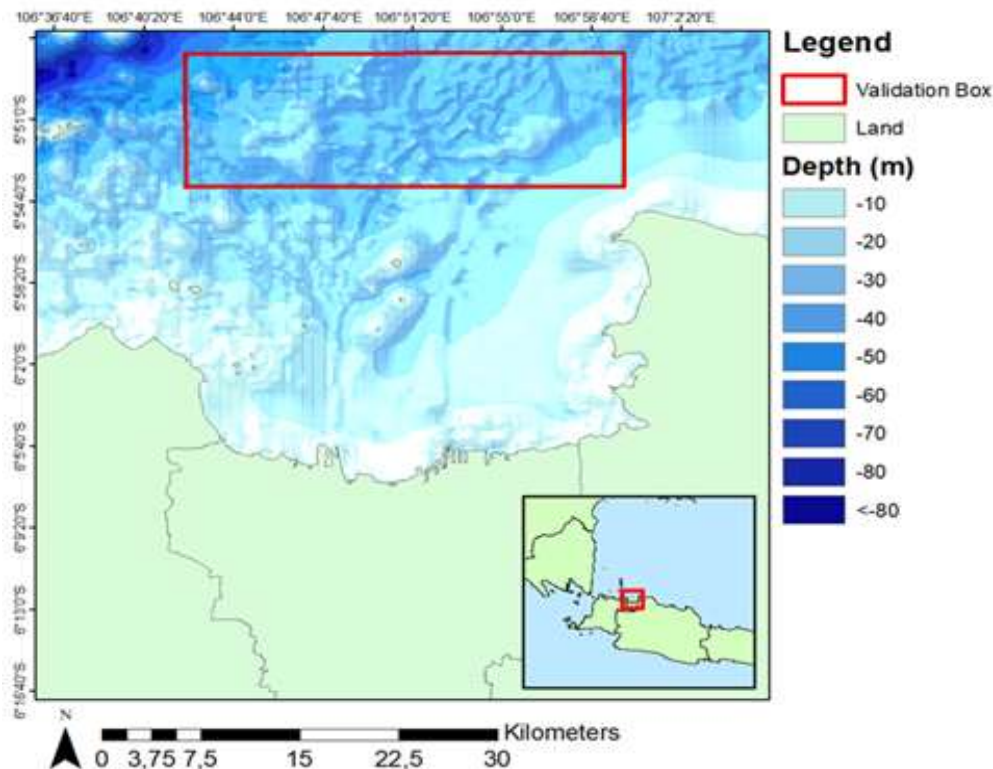 106°36'40"E 106°40'20"E 106°44'0"E 106°47'40"E 106°51'20"E 106°55'0"E 106°58'40"E 107°2'20"E
5°51'0"S
5°54'40"S
5°58'20"S
6°2'0"S
6°5'40"S
6°9'20"S
6°13'0"S
6°16'40"S
Legend
Validation Box
Land
Depth (m)
-10
-20
-30
-40
-50
-60
-70
-80
<-80
N
Kilometers
0 3,75 7,5 15 22,5 30